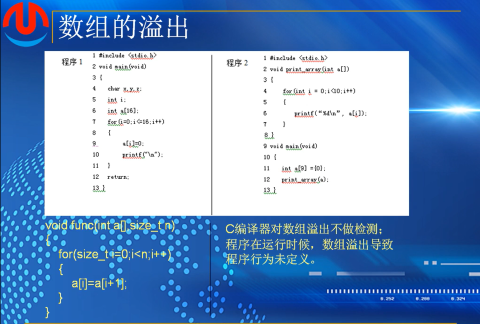 数组的溢出
程序1
1 #include <stdio.h>
2 void main(void)
3 {
4 char x,y,z;
5 int i;
6 int a[16];
7 for(i=0;i<=16;i++)
8 {
9 a[i]=0;
10 printf("\n");
11 }
12 return;
13 }
程序2
1 #include <stdio.h>
2 void print_array(int a[])
3 {
4 for(int i = 0;i<10;i++)
5 {
6 printf("%d\n", a[i]);
7 }
8 }
9 void main(void)
10 {
11 int a[9] ={0};
12 print_array(a);
13 }
void func(int a[],size_t n)
{
for(size_t i=0;i<n;i++)
{
a[i]=a[i+1];
}
}
C编译器对数组溢出不做检测;
程序在运行时候,数组溢出导致
程序行为未定义。
0.252 0.288 0.324